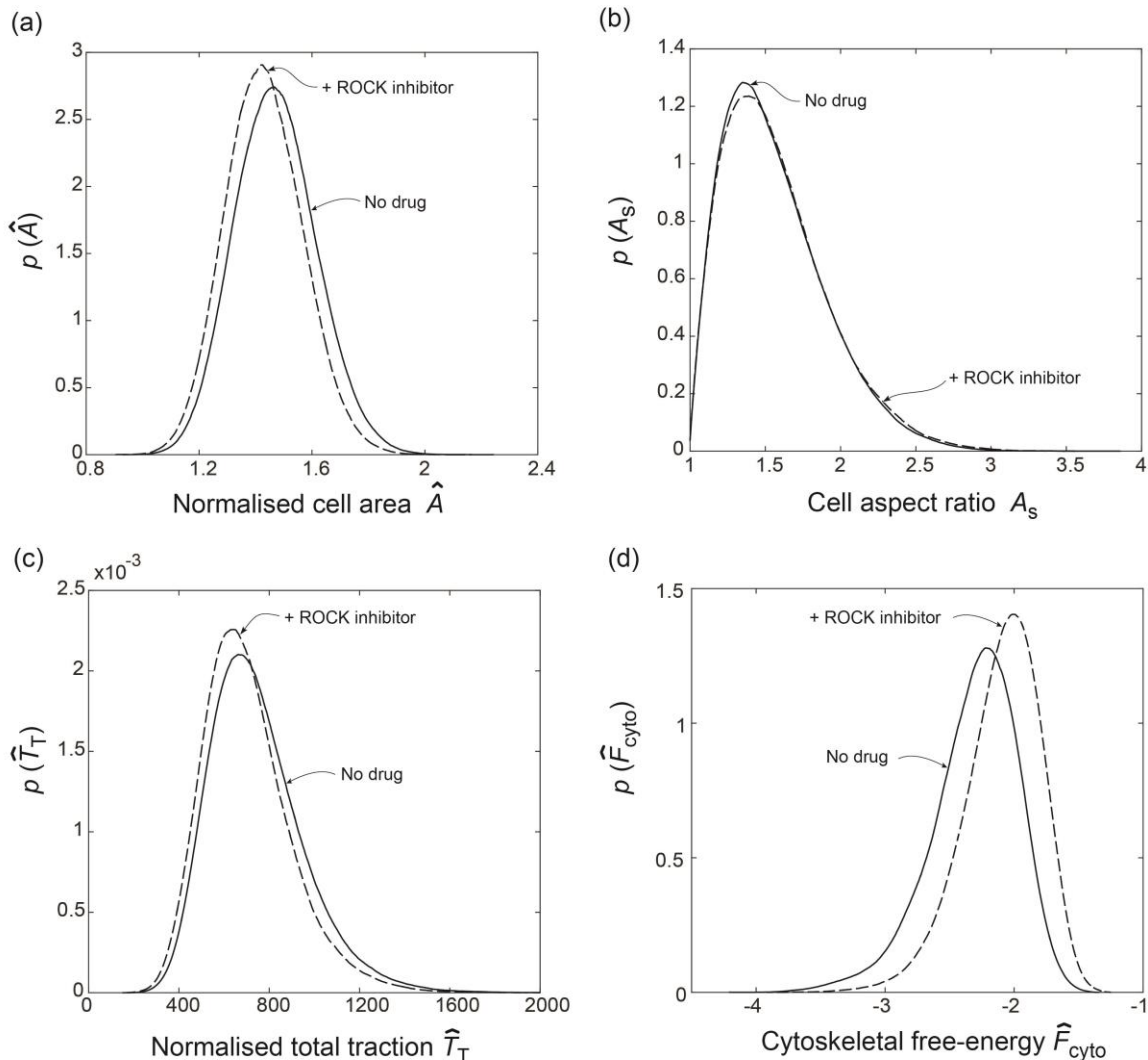 (a)
3
2.5
2
1.5
1
0.5
0
0.8
1.2
1.6
2
2.4
p (Â)
Normalised cell area Â
+ ROCK inhibitor
No drug
(b)
1.4
1.2
1
0.8
0.6
0.4
0.2
0
1
1.5
2
2.5
3
3.5
4
p (Aₛ)
Cell aspect ratio Aₛ
No drug
+ ROCK inhibitor
(c)
x10⁻³
2.5
2
1.5
1
0.5
0
0
400
800
1200
1600
2000
p (T̂_T)
Normalised total traction T̂_T
+ ROCK inhibitor
No drug
(d)
1.5
1
0.5
0
-4
-3
-2
-1
p (F̂_cyto)
Cytoskeletal free-energy F̂_cyto
+ ROCK inhibitor
No drug